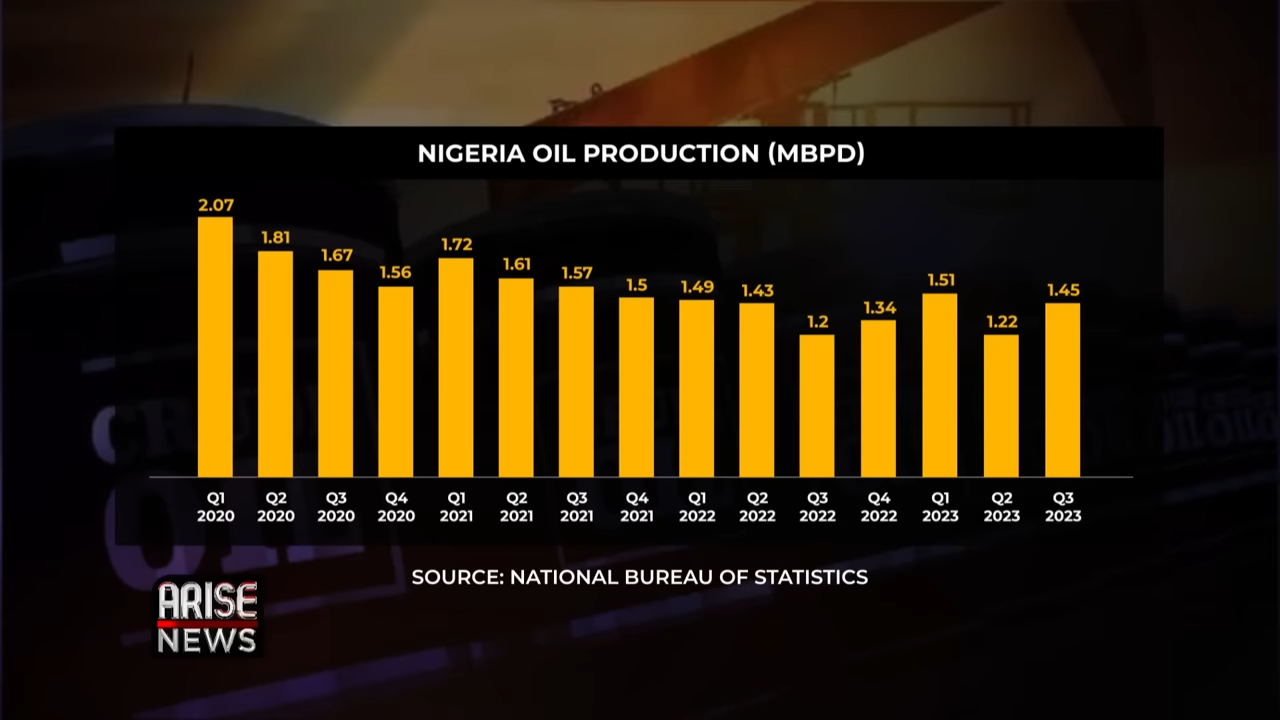 NIGERIA OIL PRODUCTION (MBPD)
2.07
1.81
1.67
1.56
1.72
1.61
1.57
1.5
1.49
1.43
1.2
1.34
1.51
1.22
1.45
Q1 2020
Q2 2020
Q3 2020
Q4 2020
Q1 2021
Q2 2021
Q3 2021
Q4 2021
Q1 2022
Q2 2022
Q3 2022
Q4 2022
Q1 2023
Q2 2023
Q3 2023
SOURCE: NATIONAL BUREAU OF STATISTICS
ARISE
NEWS
OIL